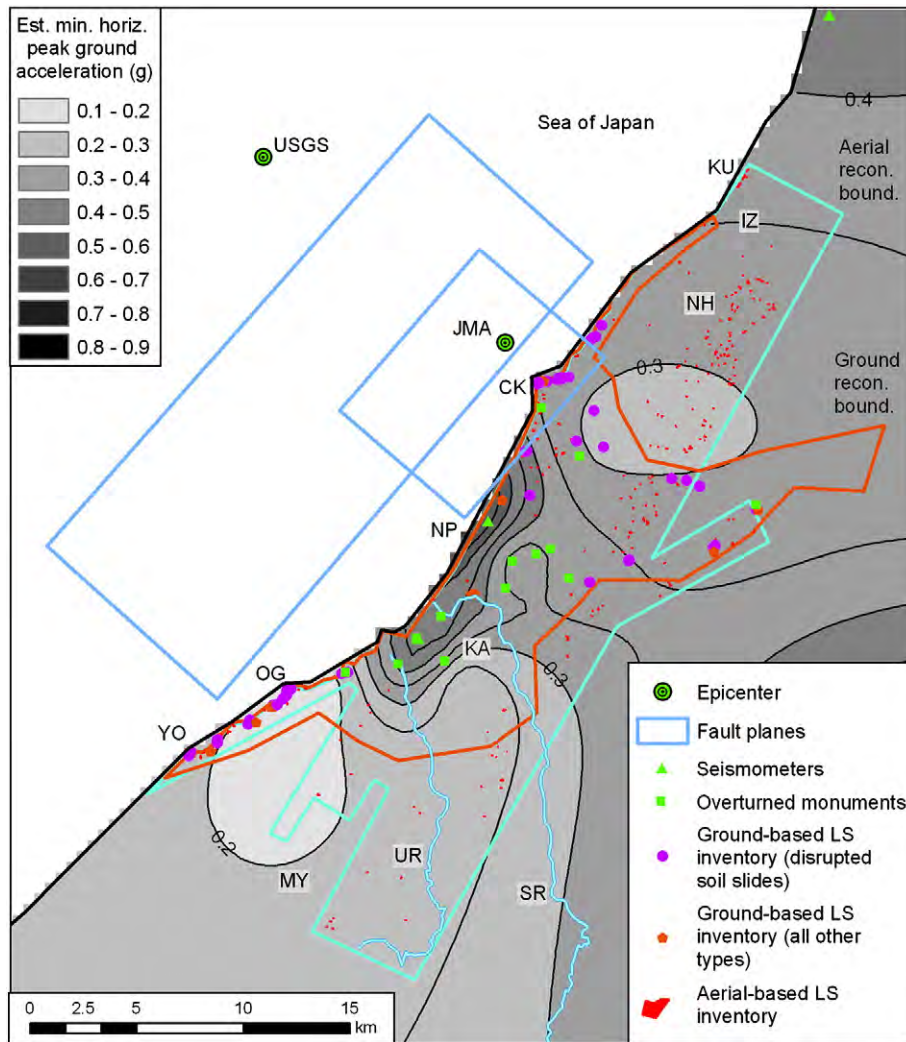 Est. min. horiz.
peak ground
acceleration (g)
0.1 - 0.2
0.2 - 0.3
0.3 - 0.4
0.4 - 0.5
0.5 - 0.6
0.6 - 0.7
0.7 - 0.8
0.8 - 0.9
USGS
Sea of Japan
0.4
Aerial
recon.
bound.
KU
IZ
NH
JMA
CK
0.3
Ground
recon.
bound.
NP
KA
OG
0.3
YO
0.2
MY
UR
SR
Epicenter
Fault planes
Seismometers
Overturned monuments
Ground-based LS
inventory (disrupted
soil slides)
Ground-based LS
inventory (all other
types)
Aerial-based LS
inventory
0 2.5 5 10 15
km